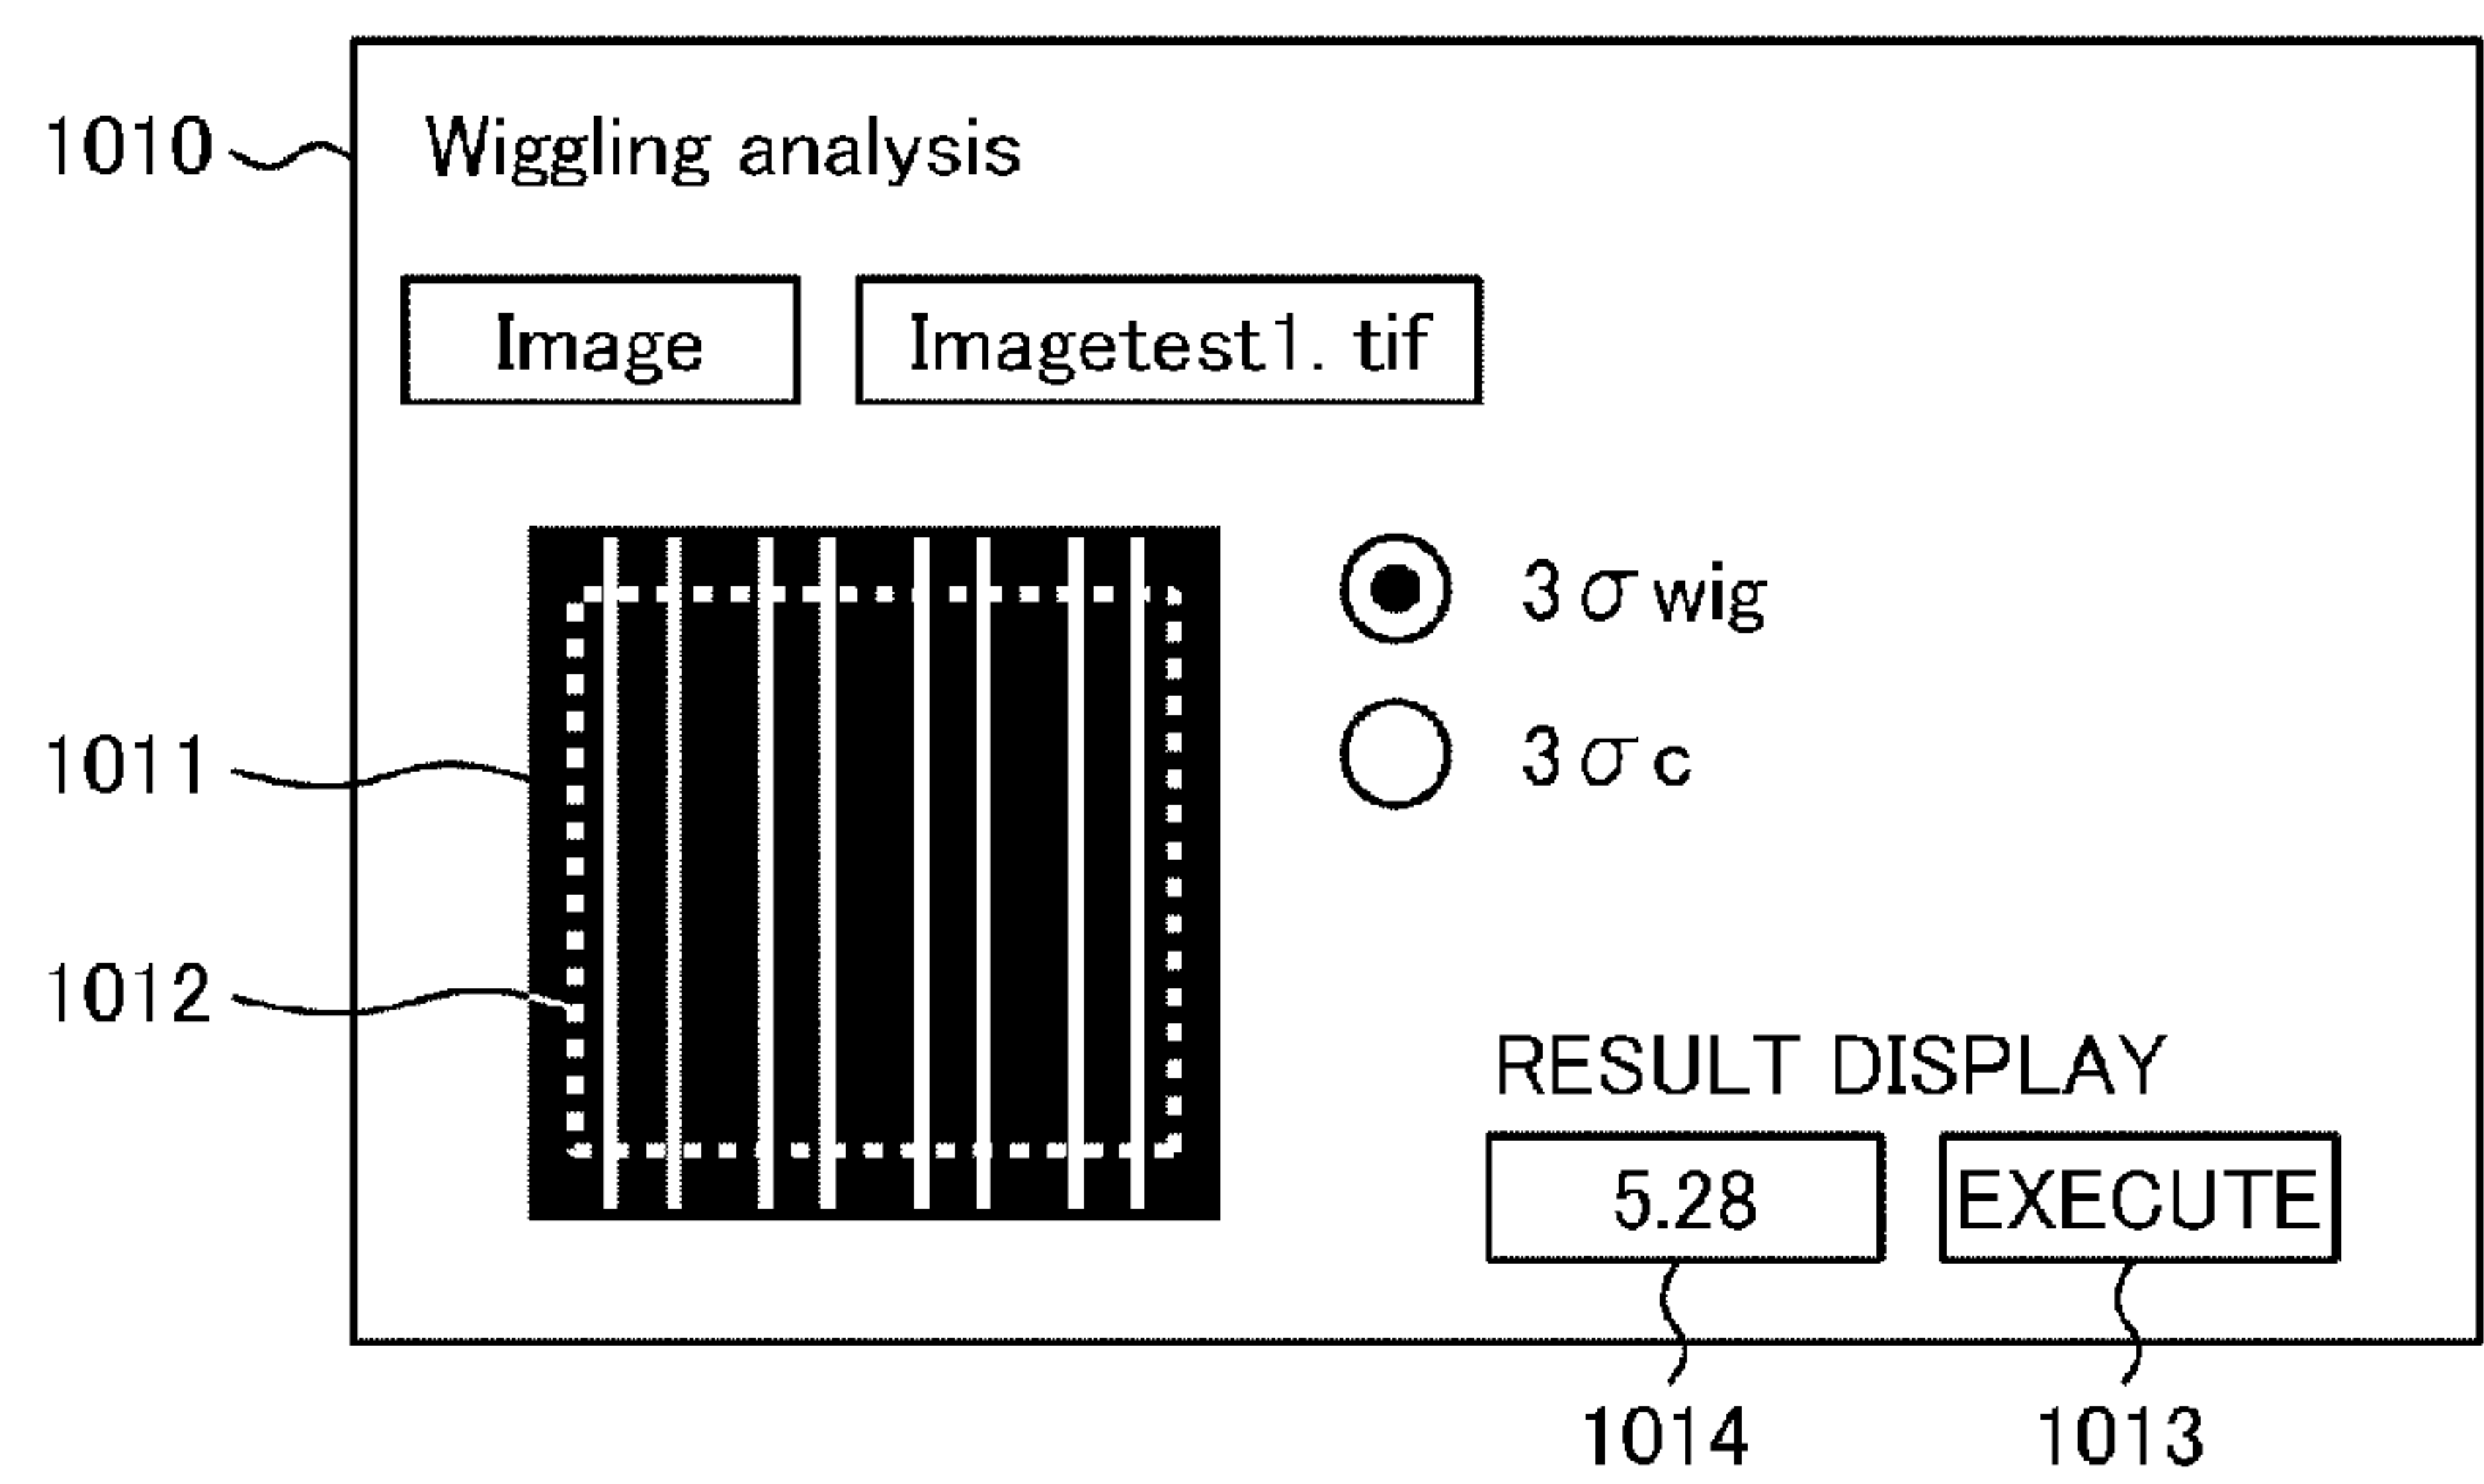 1010
Wiggling analysis
Image
Imagetest1. tif
3σwig
1011
3σc
1012
RESULT DISPLAY
5.28
EXECUTE
1014
1013